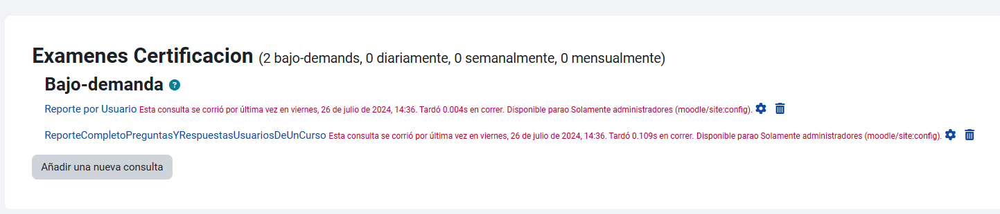 Examenes Certificacion (2 bajo-demands, 0 diariamente, 0 semanalmente, 0 mensualmente)
Bajo-demanda ?
Reporte por Usuario Esta consulta se corrió por última vez en viernes, 26 de julio de 2024, 14:36. Tardó 0.004s en correr. Disponible parao Solamente administradores (moodle/site:config).
ReporteCompletoPreguntasYRespuestasUsuariosDeUnCurso Esta consulta se corrió por última vez en viernes, 26 de julio de 2024, 14:36. Tardó 0.109s en correr. Disponible parao Solamente administradores (moodle/site:config).
Añadir una nueva consulta